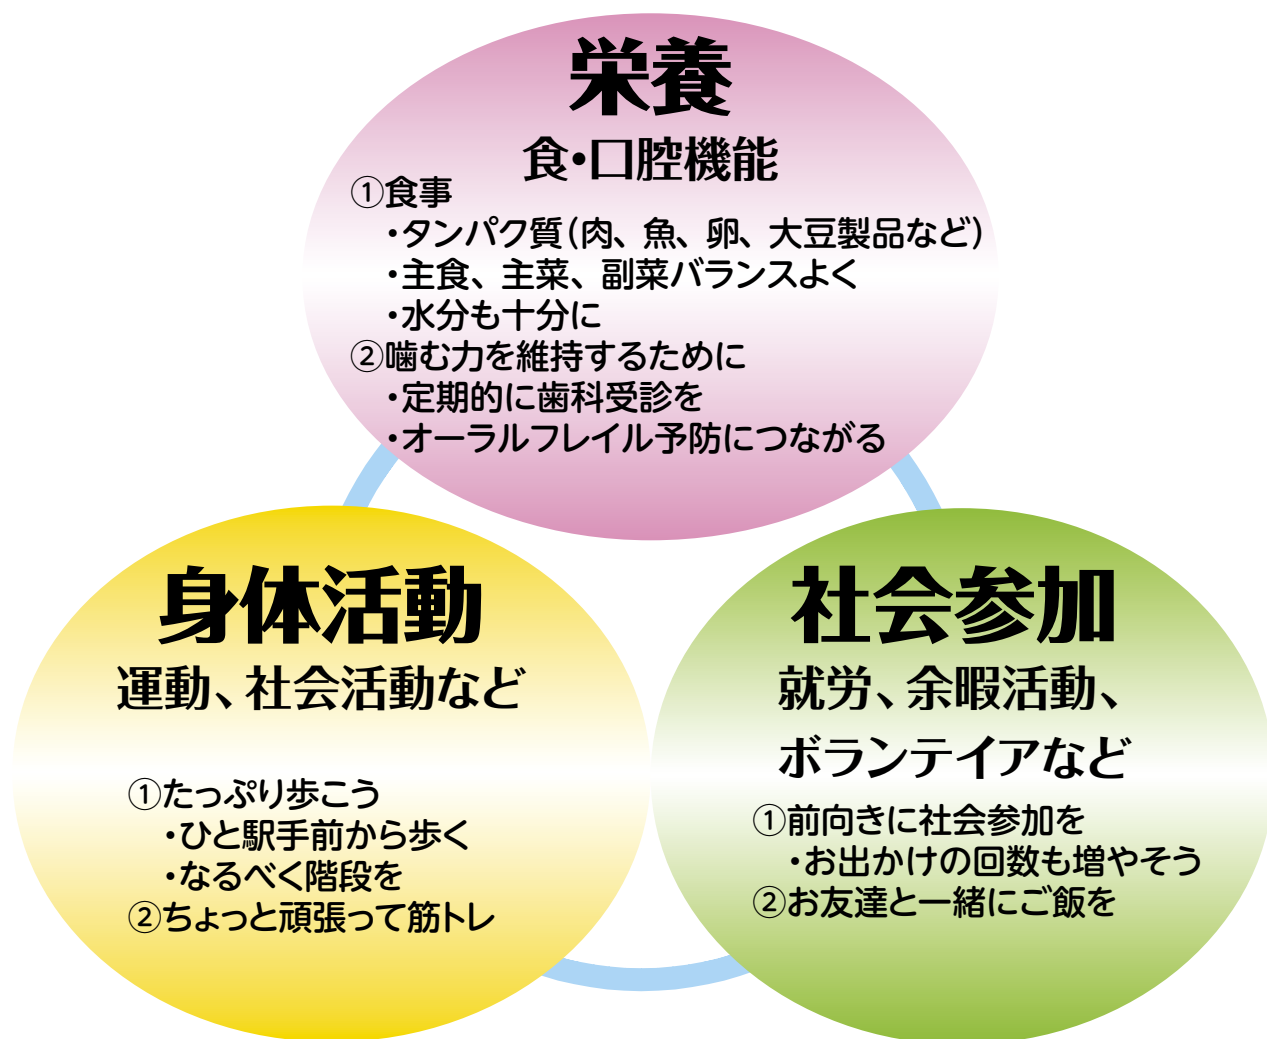 栄養
食・口腔機能
①食事
・タンパク質(肉、魚、卵、大豆製品など)
・主食、主菜、副菜バランスよく
・水分も十分に
②噛む力を維持するために
・定期的に歯科受診を
・オーラルフレイル予防につながる
身体活動
運動、社会活動など
①たっぷり歩こう
・ひと駅手前から歩く
・なるべく階段を
②ちょっと頑張って筋トレ
社会参加
就労、余暇活動、
ボランテイアなど
①前向きに社会参加を
・お出かけの回数も増やそう
②お友達と一緒にご飯を